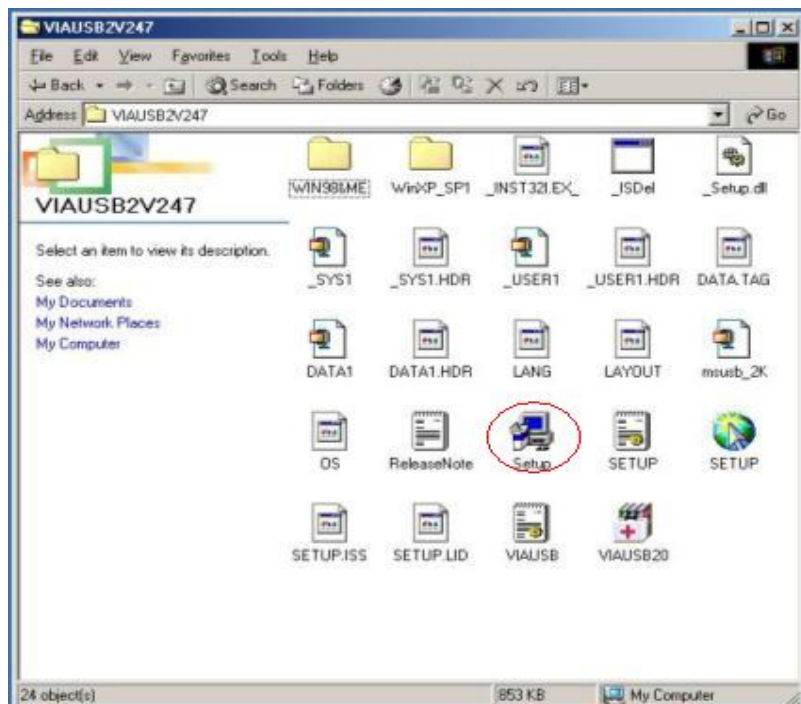 VIAUSB2V247
File Edit View Favorites Tools Help
Back Search Folders
Address VIAUSB2V247 Go
VIAUSB2V247
Select an item to view its description.
See also:
My Documents
My Network Places
My Computer
WIN98&ME WinXP_SP1 _INST32I.EX_ _ISDel _Setup.dll
_SYS1 _SYS1.HDR _USER1 _USER1.HDR DATA.TAG
DATA1 DATA1.HDR LANG LAYOUT msusb_2K
OS ReleaseNote Setup SETUP SETUP
SETUP.ISS SETUP.LID VIAUSB VIAUSB20
24 object(s) 853 KB My Computer